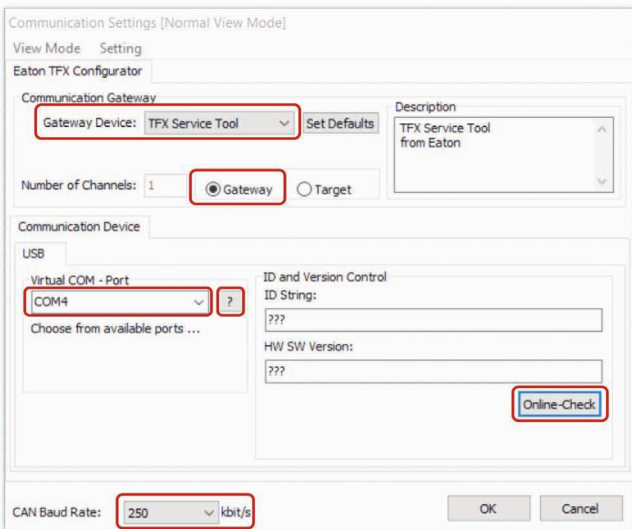 Communication Settings [Normal View Mode]
View Mode Setting
Eaton TFX Configurator
Communication Gateway
Gateway Device: TFX Service Tool Set Defaults
Description
TFX Service Tool
from Eaton
Number of Channels: 1 Gateway Target
Communication Device
USB
Virtual COM - Port
COM4 ?
Choose from available ports ...
ID and Version Control
ID String:
???
HW SW Version:
???
Online-Check
CAN Baud Rate: 250 kbit/s
OK Cancel